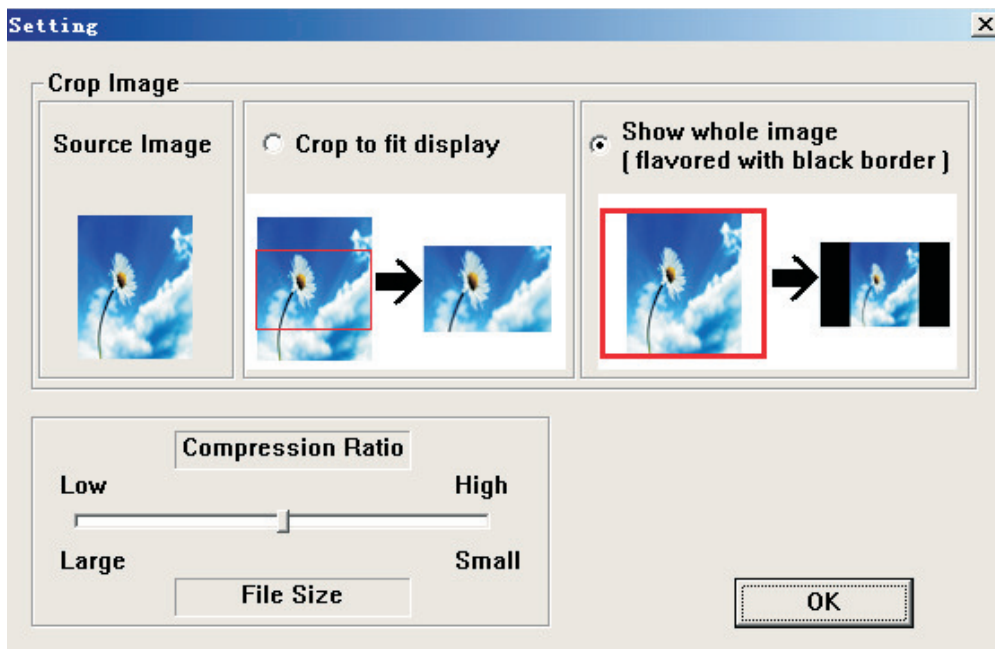 Setting
Crop Image
Source Image
Crop to fit display
Show whole image
( flavored with black border )
Compression Ratio
Low High
Large Small
File Size
OK